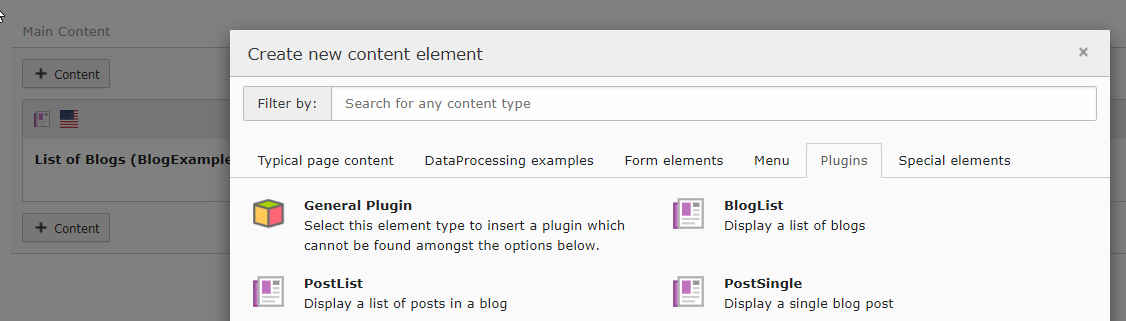 Main Content
+ Content
List of Blogs (BlogExample
+ Content
Create new content element
×
Filter by: Search for any content type
Typical page content DataProcessing examples Form elements Menu Plugins Special elements
General Plugin
Select this element type to insert a plugin which
cannot be found amongst the options below.
BlogList
Display a list of blogs
PostList
Display a list of posts in a blog
PostSingle
Display a single blog post